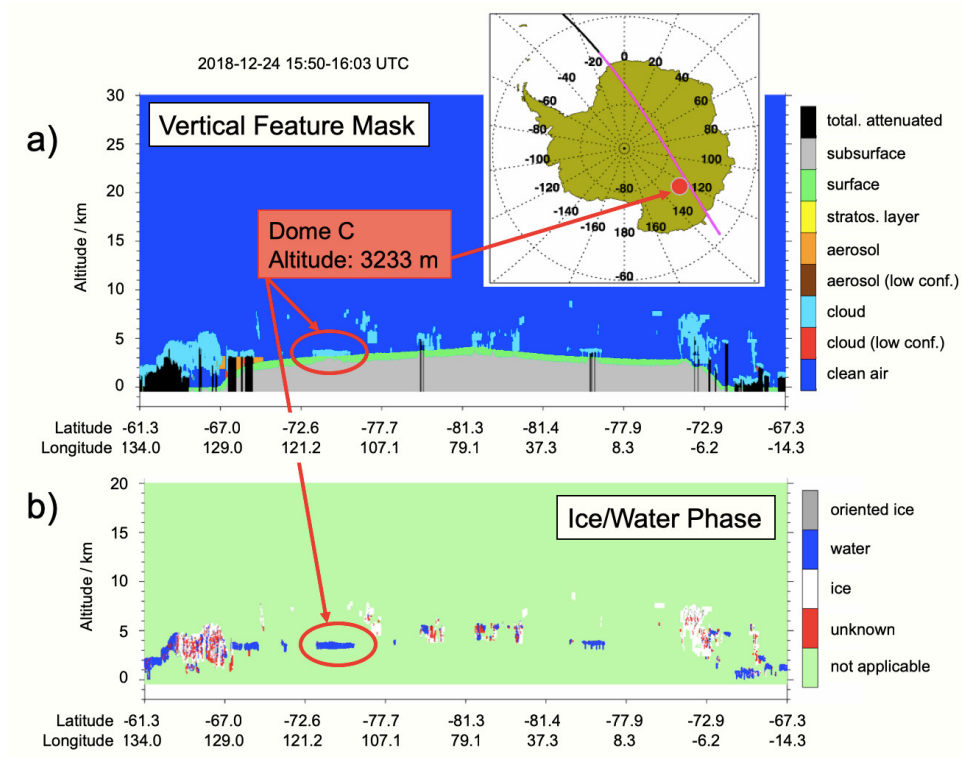 2018-12-24 15:50-16:03 UTC
a)
Vertical Feature Mask
Altitude / km
30
25
20
15
10
5
0
Dome C
Altitude: 3233 m
0
-20
20
-40
40
-60
60
-80
80
-100
100
-120
-80
120
-140
140
-160
180
160
-60
total. attenuated
subsurface
surface
stratos. layer
aerosol
aerosol (low conf.)
cloud
cloud (low conf.)
clean air
Latitude -61.3 -67.0 -72.6 -77.7 -81.3 -81.4 -77.9 -72.9 -67.3
Longitude 134.0 129.0 121.2 107.1 79.1 37.3 8.3 -6.2 -14.3
b)
Ice/Water Phase
Altitude / km
20
15
10
5
0
oriented ice
water
ice
unknown
not applicable
Latitude -61.3 -67.0 -72.6 -77.7 -81.3 -81.4 -77.9 -72.9 -67.3
Longitude 134.0 129.0 121.2 107.1 79.1 37.3 8.3 -6.2 -14.3